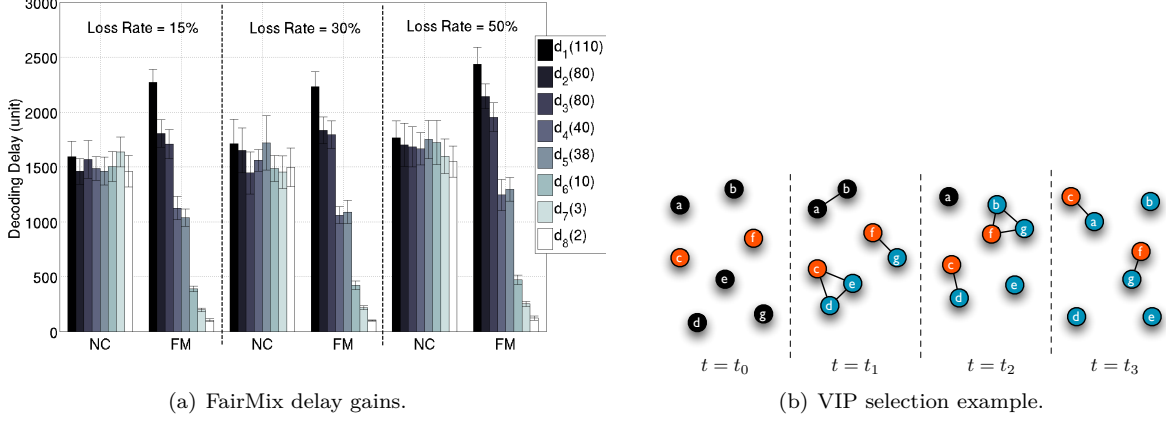 3000
2500
2000
1500
1000
500
0
Decoding Delay (unit)
Loss Rate = 15%
Loss Rate = 30%
Loss Rate = 50%
d1(110)
d2(80)
d3(80)
d4(40)
d5(38)
d6(10)
d7(3)
d8(2)
NC FM NC FM NC FM
(a) FairMix delay gains.
a b c f e d g
a b f g c e d
a b f g c d e
c a b f g d e
t = t0 t = t1 t = t2 t = t3
(b) VIP selection example.